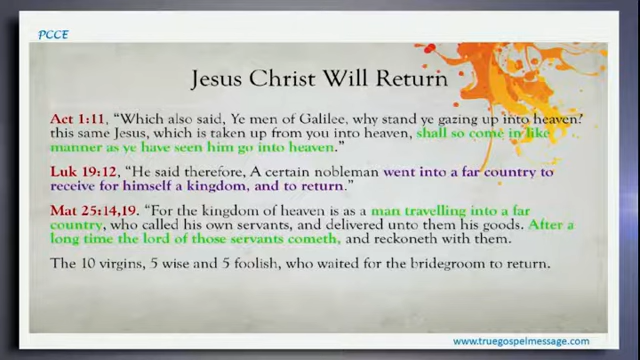 PCCE
Jesus Christ Will Return
Act 1:11, "Which also said, Ye men of Galilee, why stand ye gazing up into heaven?
this same Jesus, which is taken up from you into heaven, shall so come in like
manner as ye have seen him go into heaven."
Luk 19:12, "He said therefore, A certain nobleman went into a far country to
receive for himself a kingdom, and to return."
Mat 25:14,19. "For the kingdom of heaven is as a man travelling into a far
country, who called his own servants, and delivered unto them his goods. After a
long time the lord of those servants cometh, and reckoneth with them.
The 10 virgins, 5 wise and 5 foolish, who waited for the bridegroom to return.
www.truegospelmessage.com